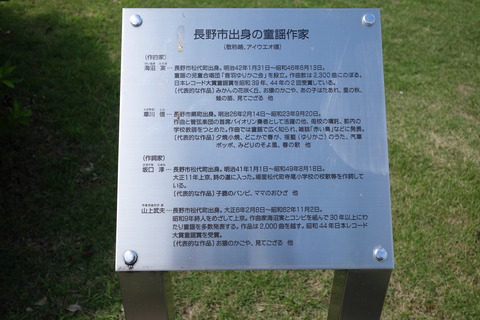 長野市出身の童謡作家
(敬称略、アイウエオ順)
(作曲家)
海沼 実―長野市松代町出身。明治42年1月31日~昭和46年6月13日。
童謡の児童合唱団「音羽ゆりかご会」を設立。作曲数は2,300曲にのぼる。
日本レコード大賞童謡賞を昭和39年、44年の2回受賞している。
(代表的な作品)みかんの花咲く丘、お猿のかごや、あの子はたあれ、里の秋、
蛙の笛、見てござる 他
草川 信―長野市県町出身。明治26年2月14日~昭和23年9月20日。
作曲と管弦楽団の首席バイオリン奏者として活躍の他、母校の講師、都内の
学校教師をつとめた。作曲では童謡で広く知られ、雑誌「赤い鳥」などに発表。
(代表的な作品)夕焼小焼、どこかで春が、揺籃(ゆりかご)のうた、汽車
ポッポ、みどりのそよ風、春の歌 他
(作詞家)
坂口 淳―長野市松代町出身。明治41年1月1日~昭和49年8月18日。
大正11年上京、詩の道に入った。堀置松代町寺尾小学校の校歌等を作詞して
いる。
(代表的な作品)子鹿のバンビ、ママのおひざ 他
山上武夫―長野市松代町出身。大正6年2月8日~昭和62年11月2日。
昭和9年詩人をめざして上京。作曲家海沼実とコンビを組んで30年以上にわ
たり童謡を多数発表する。作品は2,000曲を越す。昭和44年日本レコード
大賞童謡賞を受賞。
(代表的な作品)お猿のかごや、見てござる 他